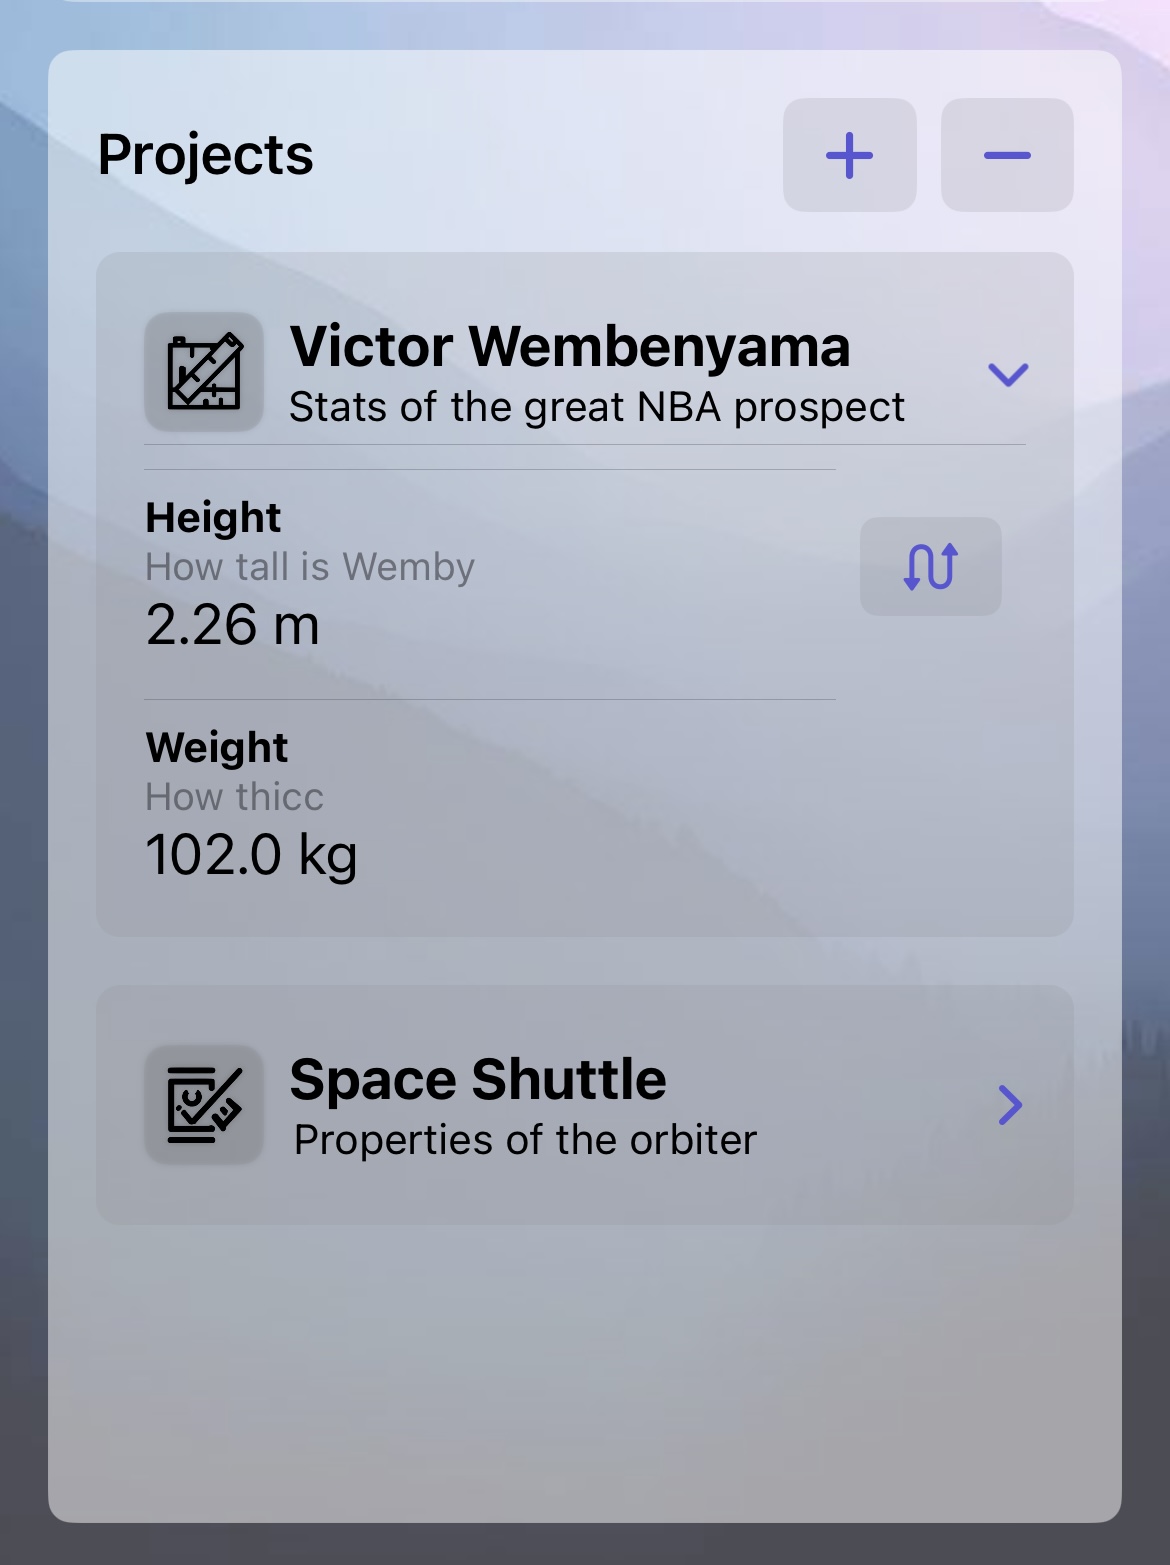 Projects
Victor Wembenyama
Stats of the great NBA prospect
Height
How tall is Wemby
2.26 m
Weight
How thicc
102.0 kg
Space Shuttle
Properties of the orbiter